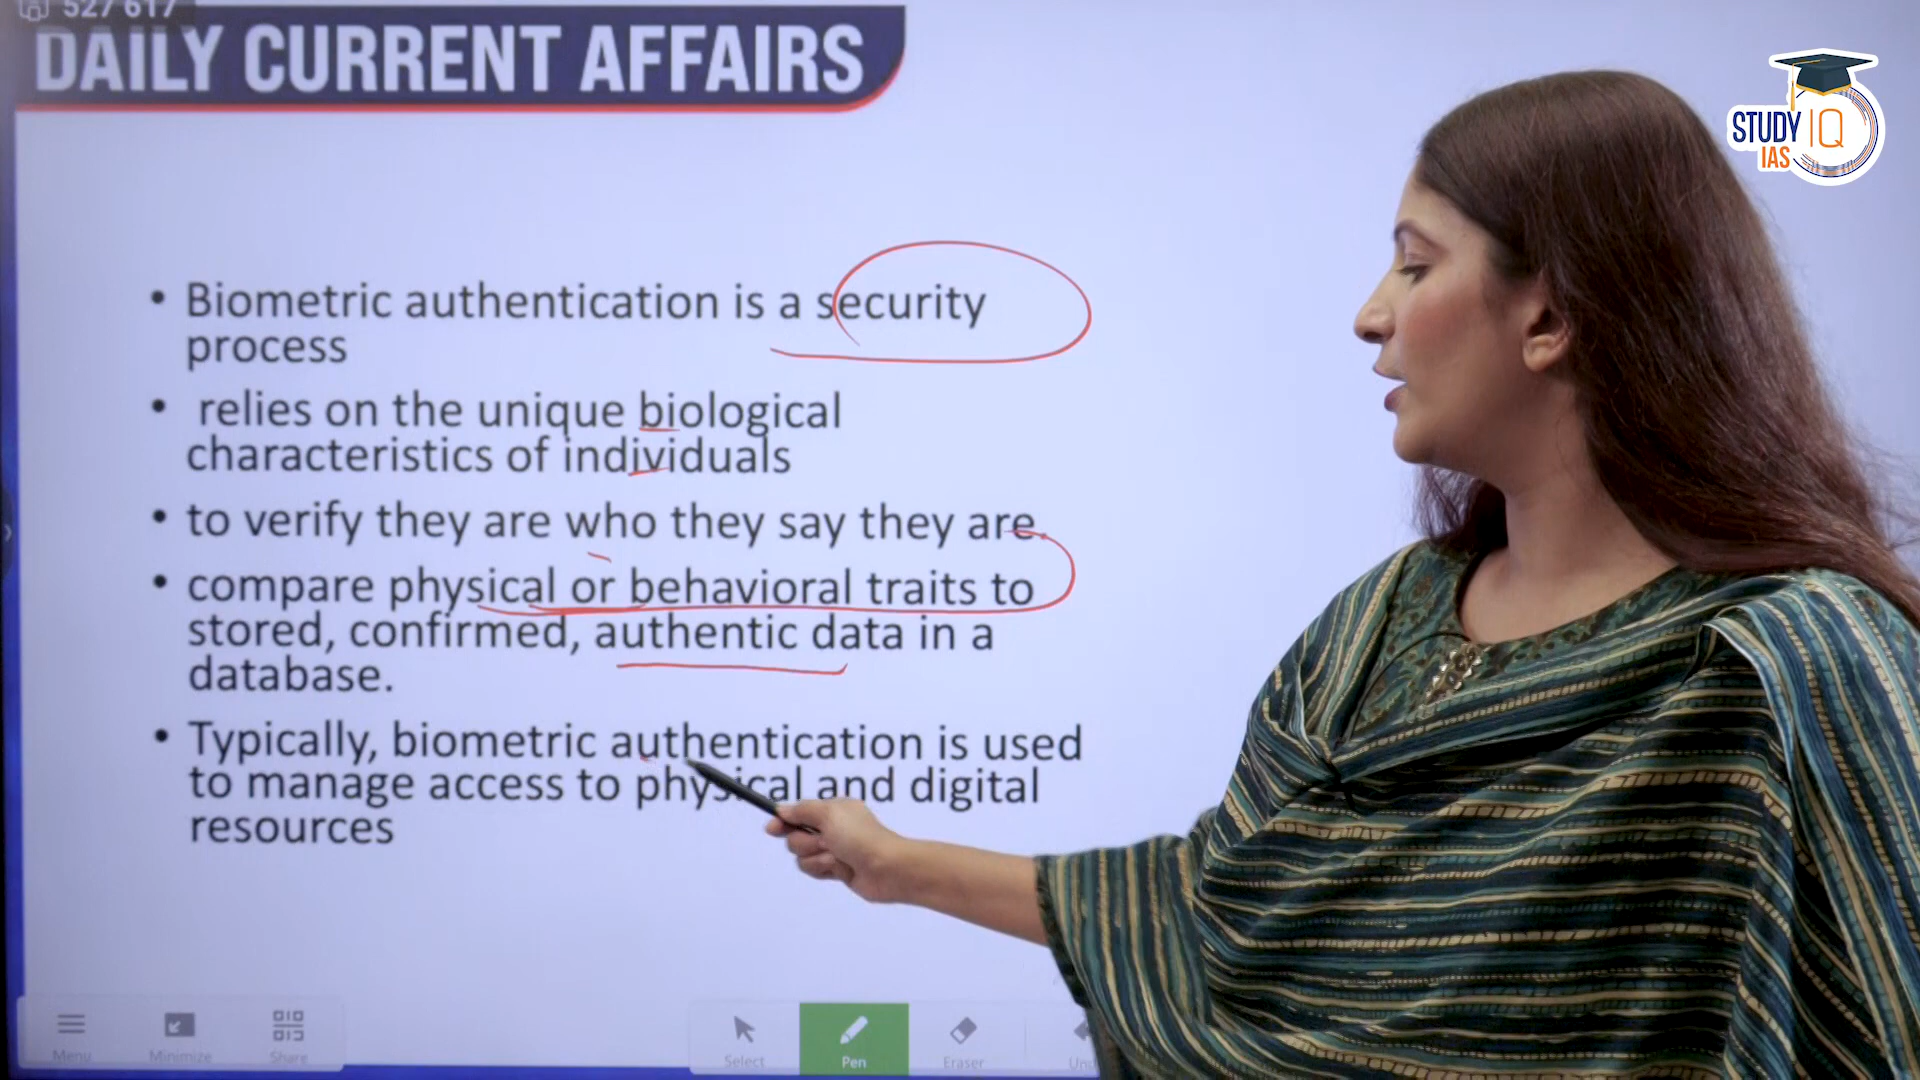 527 617
DAILY CURRENT AFFAIRS
STUDY IQ
IAS
• Biometric authentication is a security
process
• relies on the unique biological
characteristics of individuals
• to verify they are who they say they are.
• compare physical or behavioral traits to
stored, confirmed, authentic data in a
database.
• Typically, biometric authentication is used
to manage access to physical and digital
resources
Menu
Minimize
Share
Select
Pen
Eraser